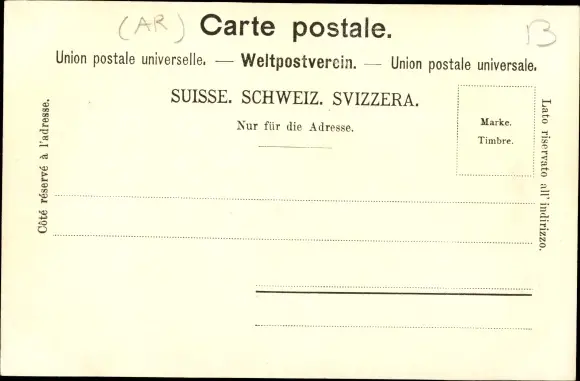 (AR) Carte postale. B
Union postale universelle. — Weltpostverein. — Union postale universale.
SUISSE. SCHWEIZ. SVIZZERA.
Nur für die Adresse.
Marke.
Timbre.
Côté réservé à l'adresse.
Lato riservato all' indirizzo.